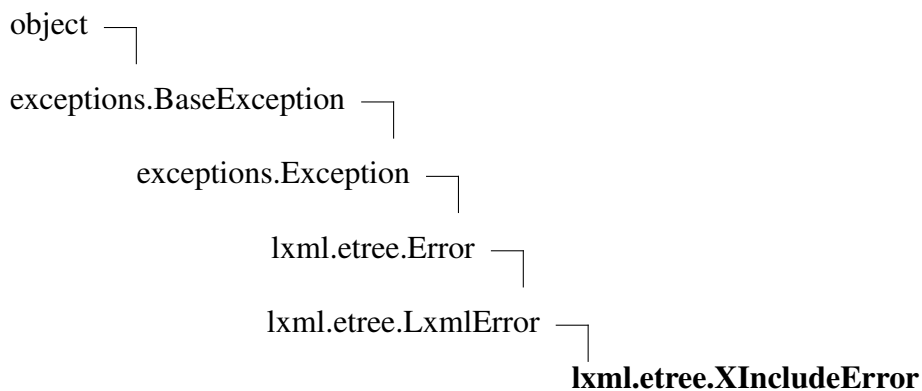 object
exceptions.BaseException
exceptions.Exception
lxml.etree.Error
lxml.etree.LxmlError
lxml.etree.XIncludeError